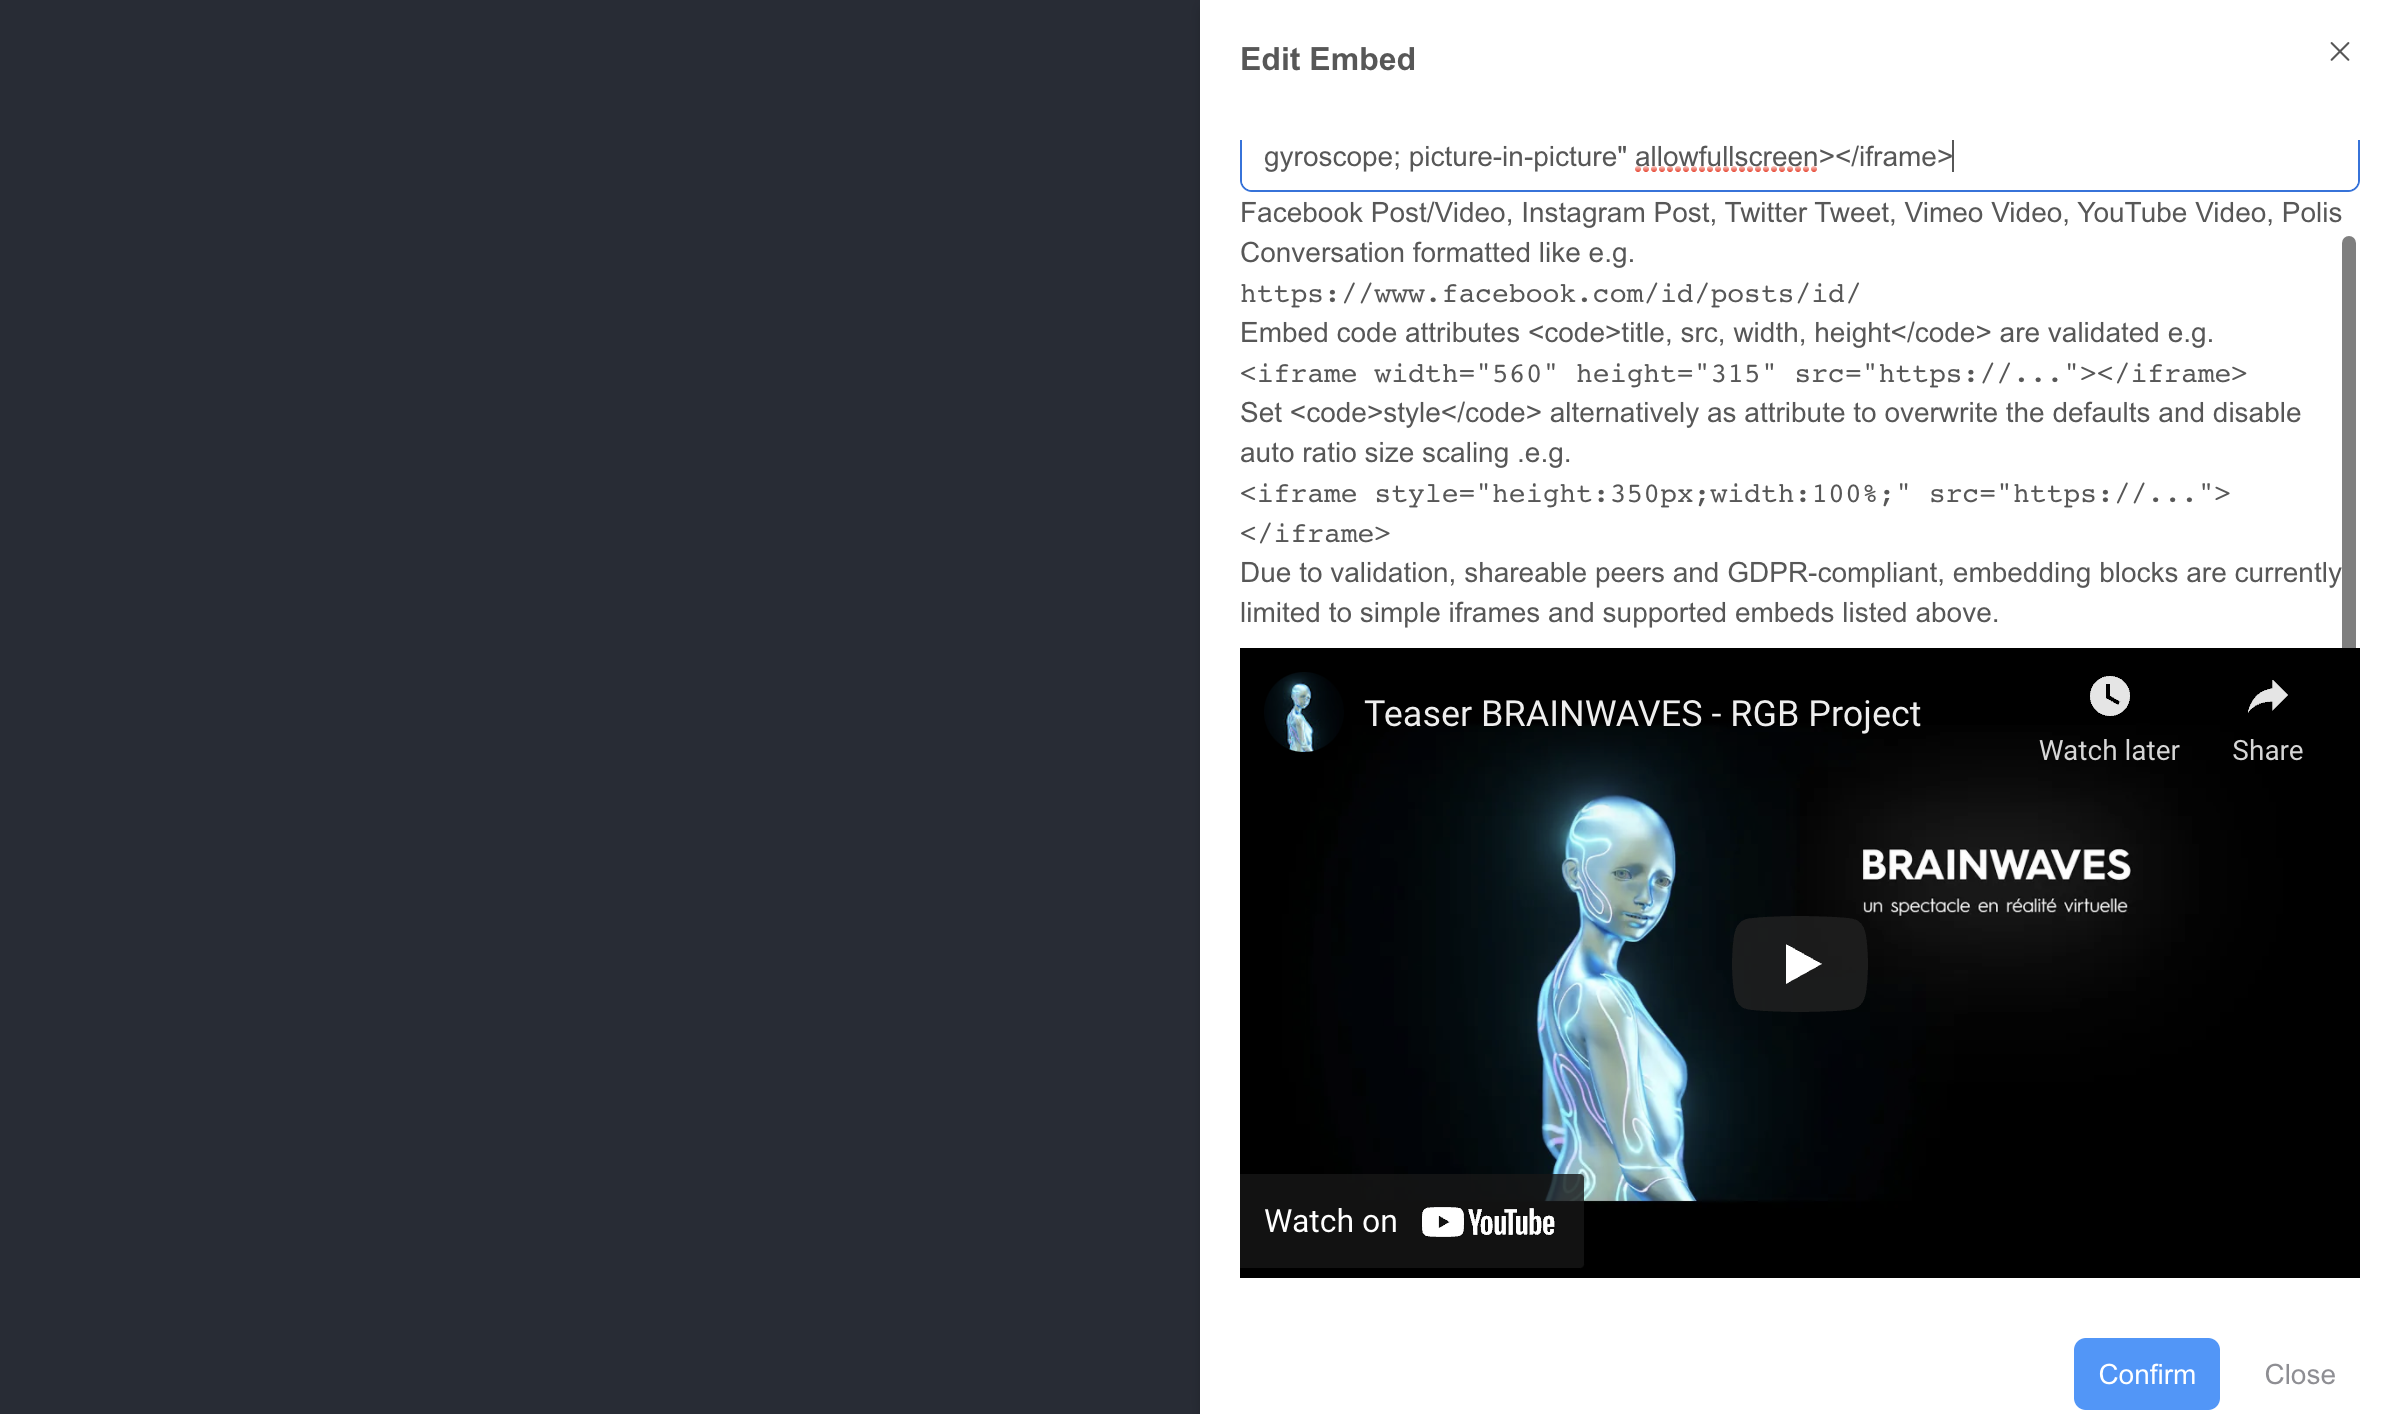 Edit Embed
gyroscope; picture-in-picture" allowfullscreen></iframe>
Facebook Post/Video, Instagram Post, Twitter Tweet, Vimeo Video, YouTube Video, Polis
Conversation formatted like e.g.
https://www.facebook.com/id/posts/id/
Embed code attributes <code>title, src, width, height</code> are validated e.g.
<iframe width="560" height="315" src="https://..."></iframe>
Set <code>style</code> alternatively as attribute to overwrite the defaults and disable
auto ratio size scaling .e.g.
<iframe style="height:350px;width:100%;" src="https://...">
</iframe>
Due to validation, shareable peers and GDPR-compliant, embedding blocks are currently
limited to simple iframes and supported embeds listed above.
Teaser BRAINWAVES - RGB Project
Watch later
Share
BRAINWAVES
un spectacle en réalité virtuelle
Watch on YouTube
Confirm
Close